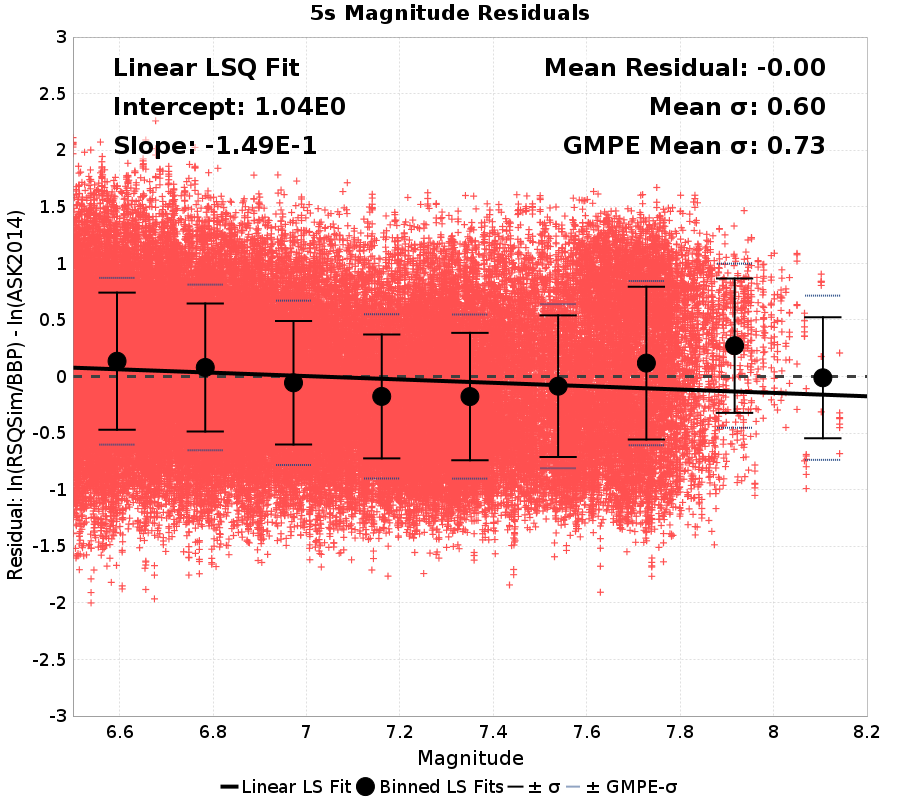 5s Magnitude Residuals
Linear LSQ Fit
Intercept: 1.04E0
Slope: -1.49E-1
Mean Residual: -0.00
Mean σ: 0.60
GMPE Mean σ: 0.73
Residual: ln(RSQSim/BBP) - ln(ASK2014)
3
2.5
2
1.5
1
0.5
0
-0.5
-1
-1.5
-2
-2.5
-3
6.6 6.8 7 7.2 7.4 7.6 7.8 8 8.2
Magnitude
Linear LS Fit Binned LS Fits ± σ ± GMPE-σ